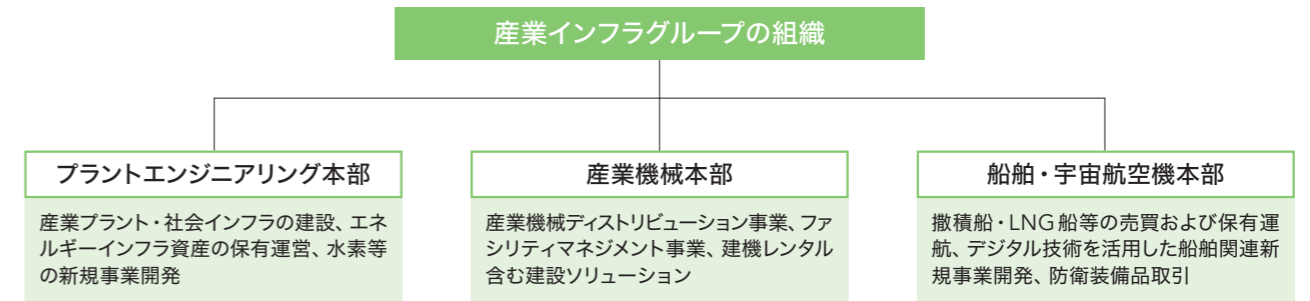 産業インフラグループの組織
プラントエンジニアリング本部
産業プラント・社会インフラの建設、エネ
ルギーインフラ資産の保有運営、水素等
の新規事業開発
産業機械本部
産業機械ディストリビューション事業、ファ
シリティマネジメント事業、建機レンタル
含む建設ソリューション
船舶・宇宙航空機本部
撒積船・LNG船等の売買および保有運
航、デジタル技術を活用した船舶関連新
規事業開発、防衛装備品取引